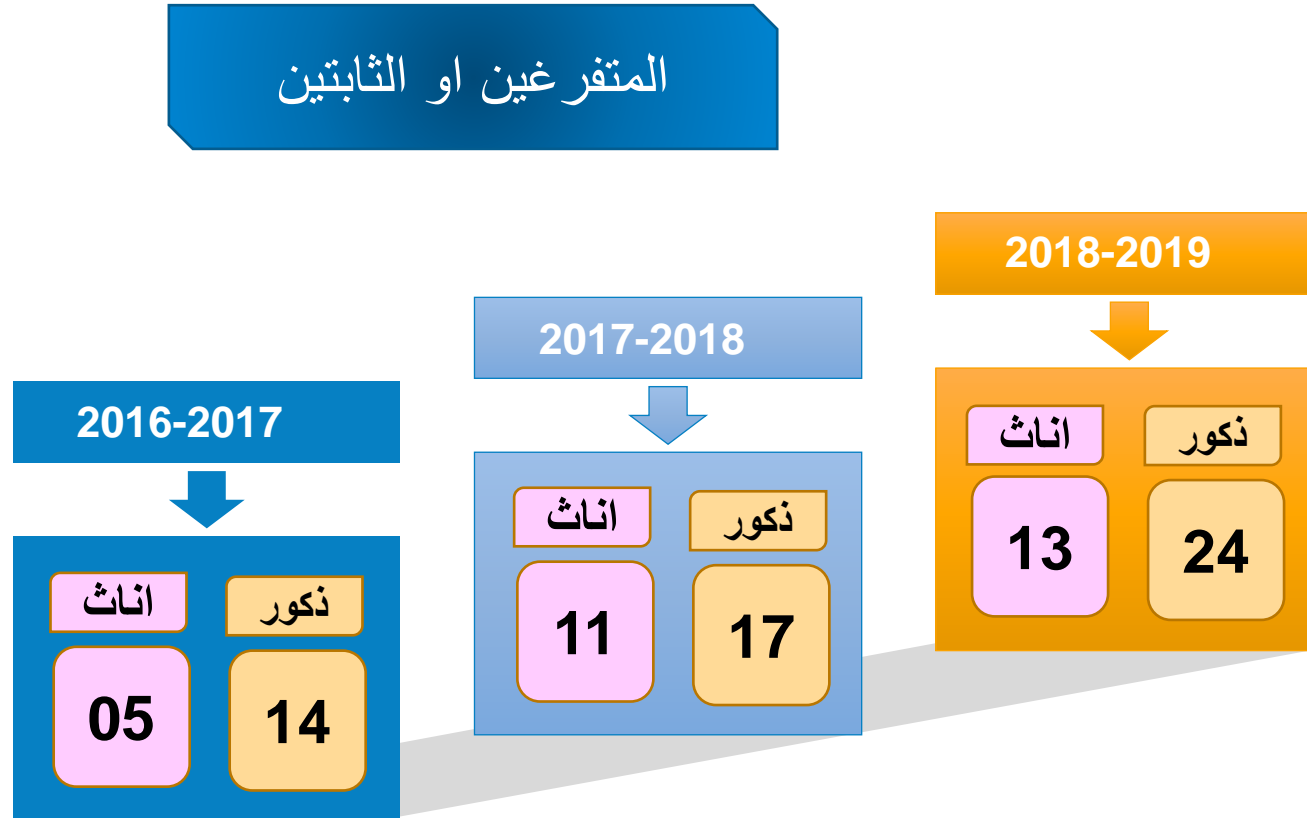 المتفرغين او الثابتين
2016-2017
ذكور
اناث
14
05
2017-2018
ذكور
اناث
17
11
2018-2019
ذكور
اناث
24
13